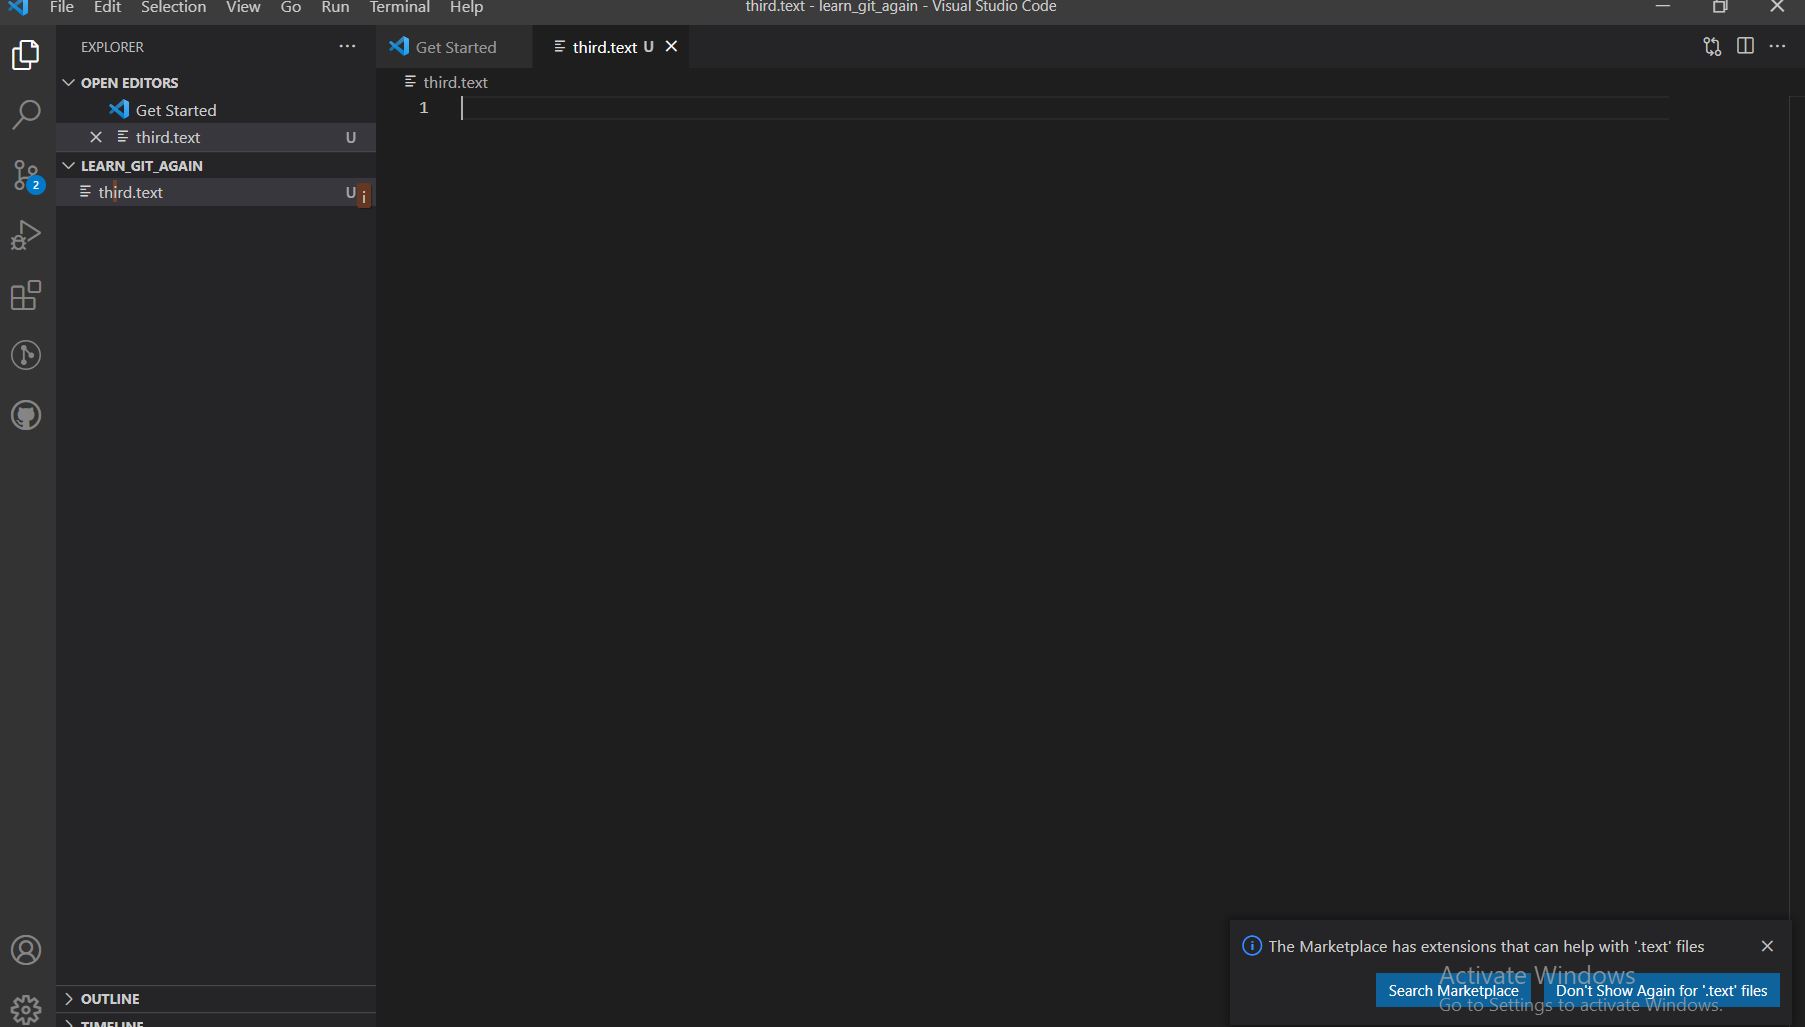 File Edit Selection View Go Run Terminal Help
third.text - learn_git_again - Visual Studio Code
EXPLORER
OPEN EDITORS
Get Started
third.text U
LEARN_GIT_AGAIN
third.text U
i
2
OUTLINE
TIMELINE
Get Started
third.text U
third.text
1
The Marketplace has extensions that can help with '.text' files
Search Marketplace
Don't Show Again for '.text' files
Activate Windows
Go to Settings to activate Windows.